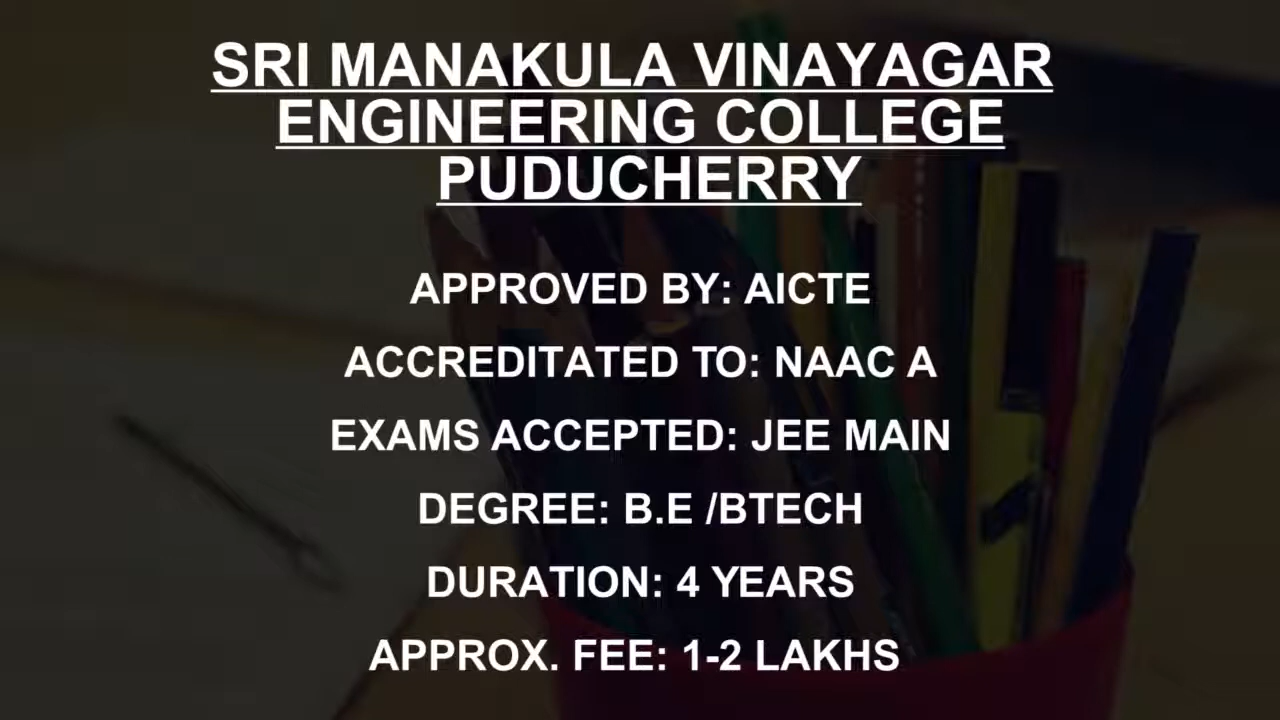 SRI MANAKULA VINAYAGAR
ENGINEERING COLLEGE
PUDUCHERRY
APPROVED BY: AICTE
ACCREDITATED TO: NAAC A
EXAMS ACCEPTED: JEE MAIN
DEGREE: B.E /BTECH
DURATION: 4 YEARS
APPROX. FEE: 1-2 LAKHS